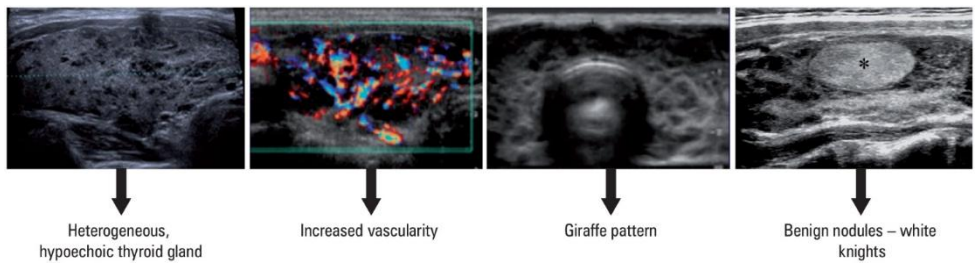 *
Heterogeneous,
hypoechoic thyroid gland
Increased vascularity
Giraffe pattern
Benign nodules – white
knights